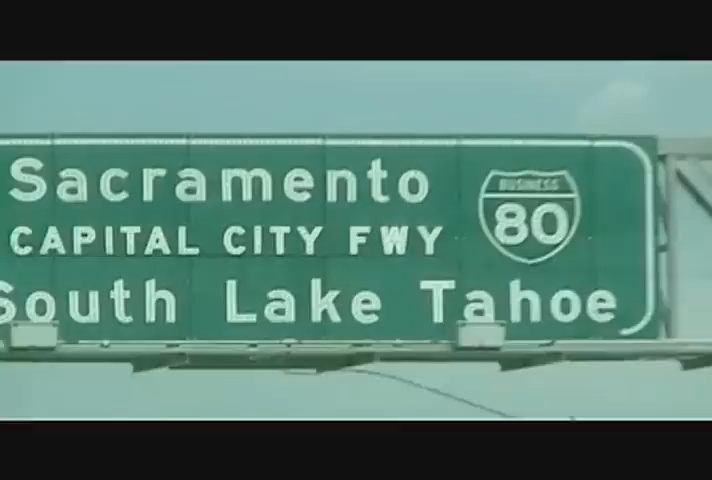 Sacramento
CAPITAL CITY FWY
BUSINESS
80
South Lake Tahoe